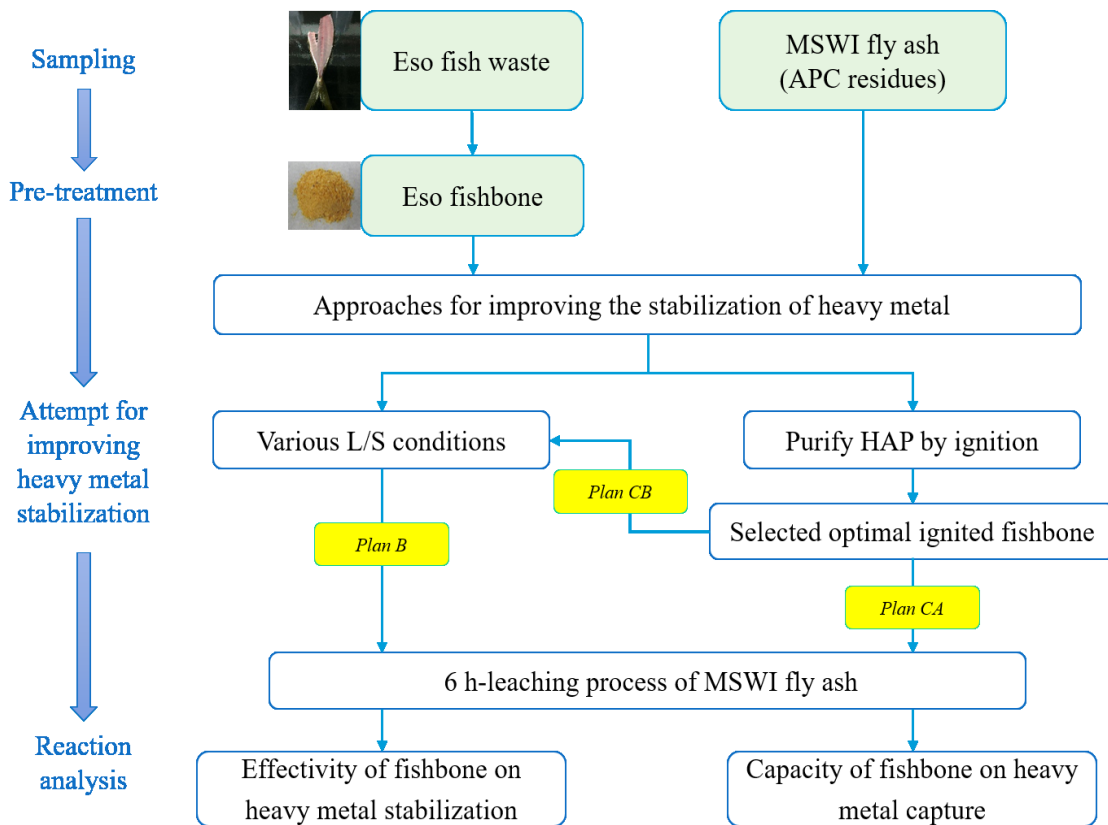 Sampling
Eso fish waste
MSWI fly ash
(APC residues)
Pre-treatment
Eso fishbone
Approaches for improving the stabilization of heavy metal
Attempt for
improving
heavy metal
stabilization
Various L/S conditions
Purify HAP by ignition
Plan CB
Selected optimal ignited fishbone
Plan B
Plan CA
6 h-leaching process of MSWI fly ash
Reaction
analysis
Effectivity of fishbone on
heavy metal stabilization
Capacity of fishbone on heavy
metal capture